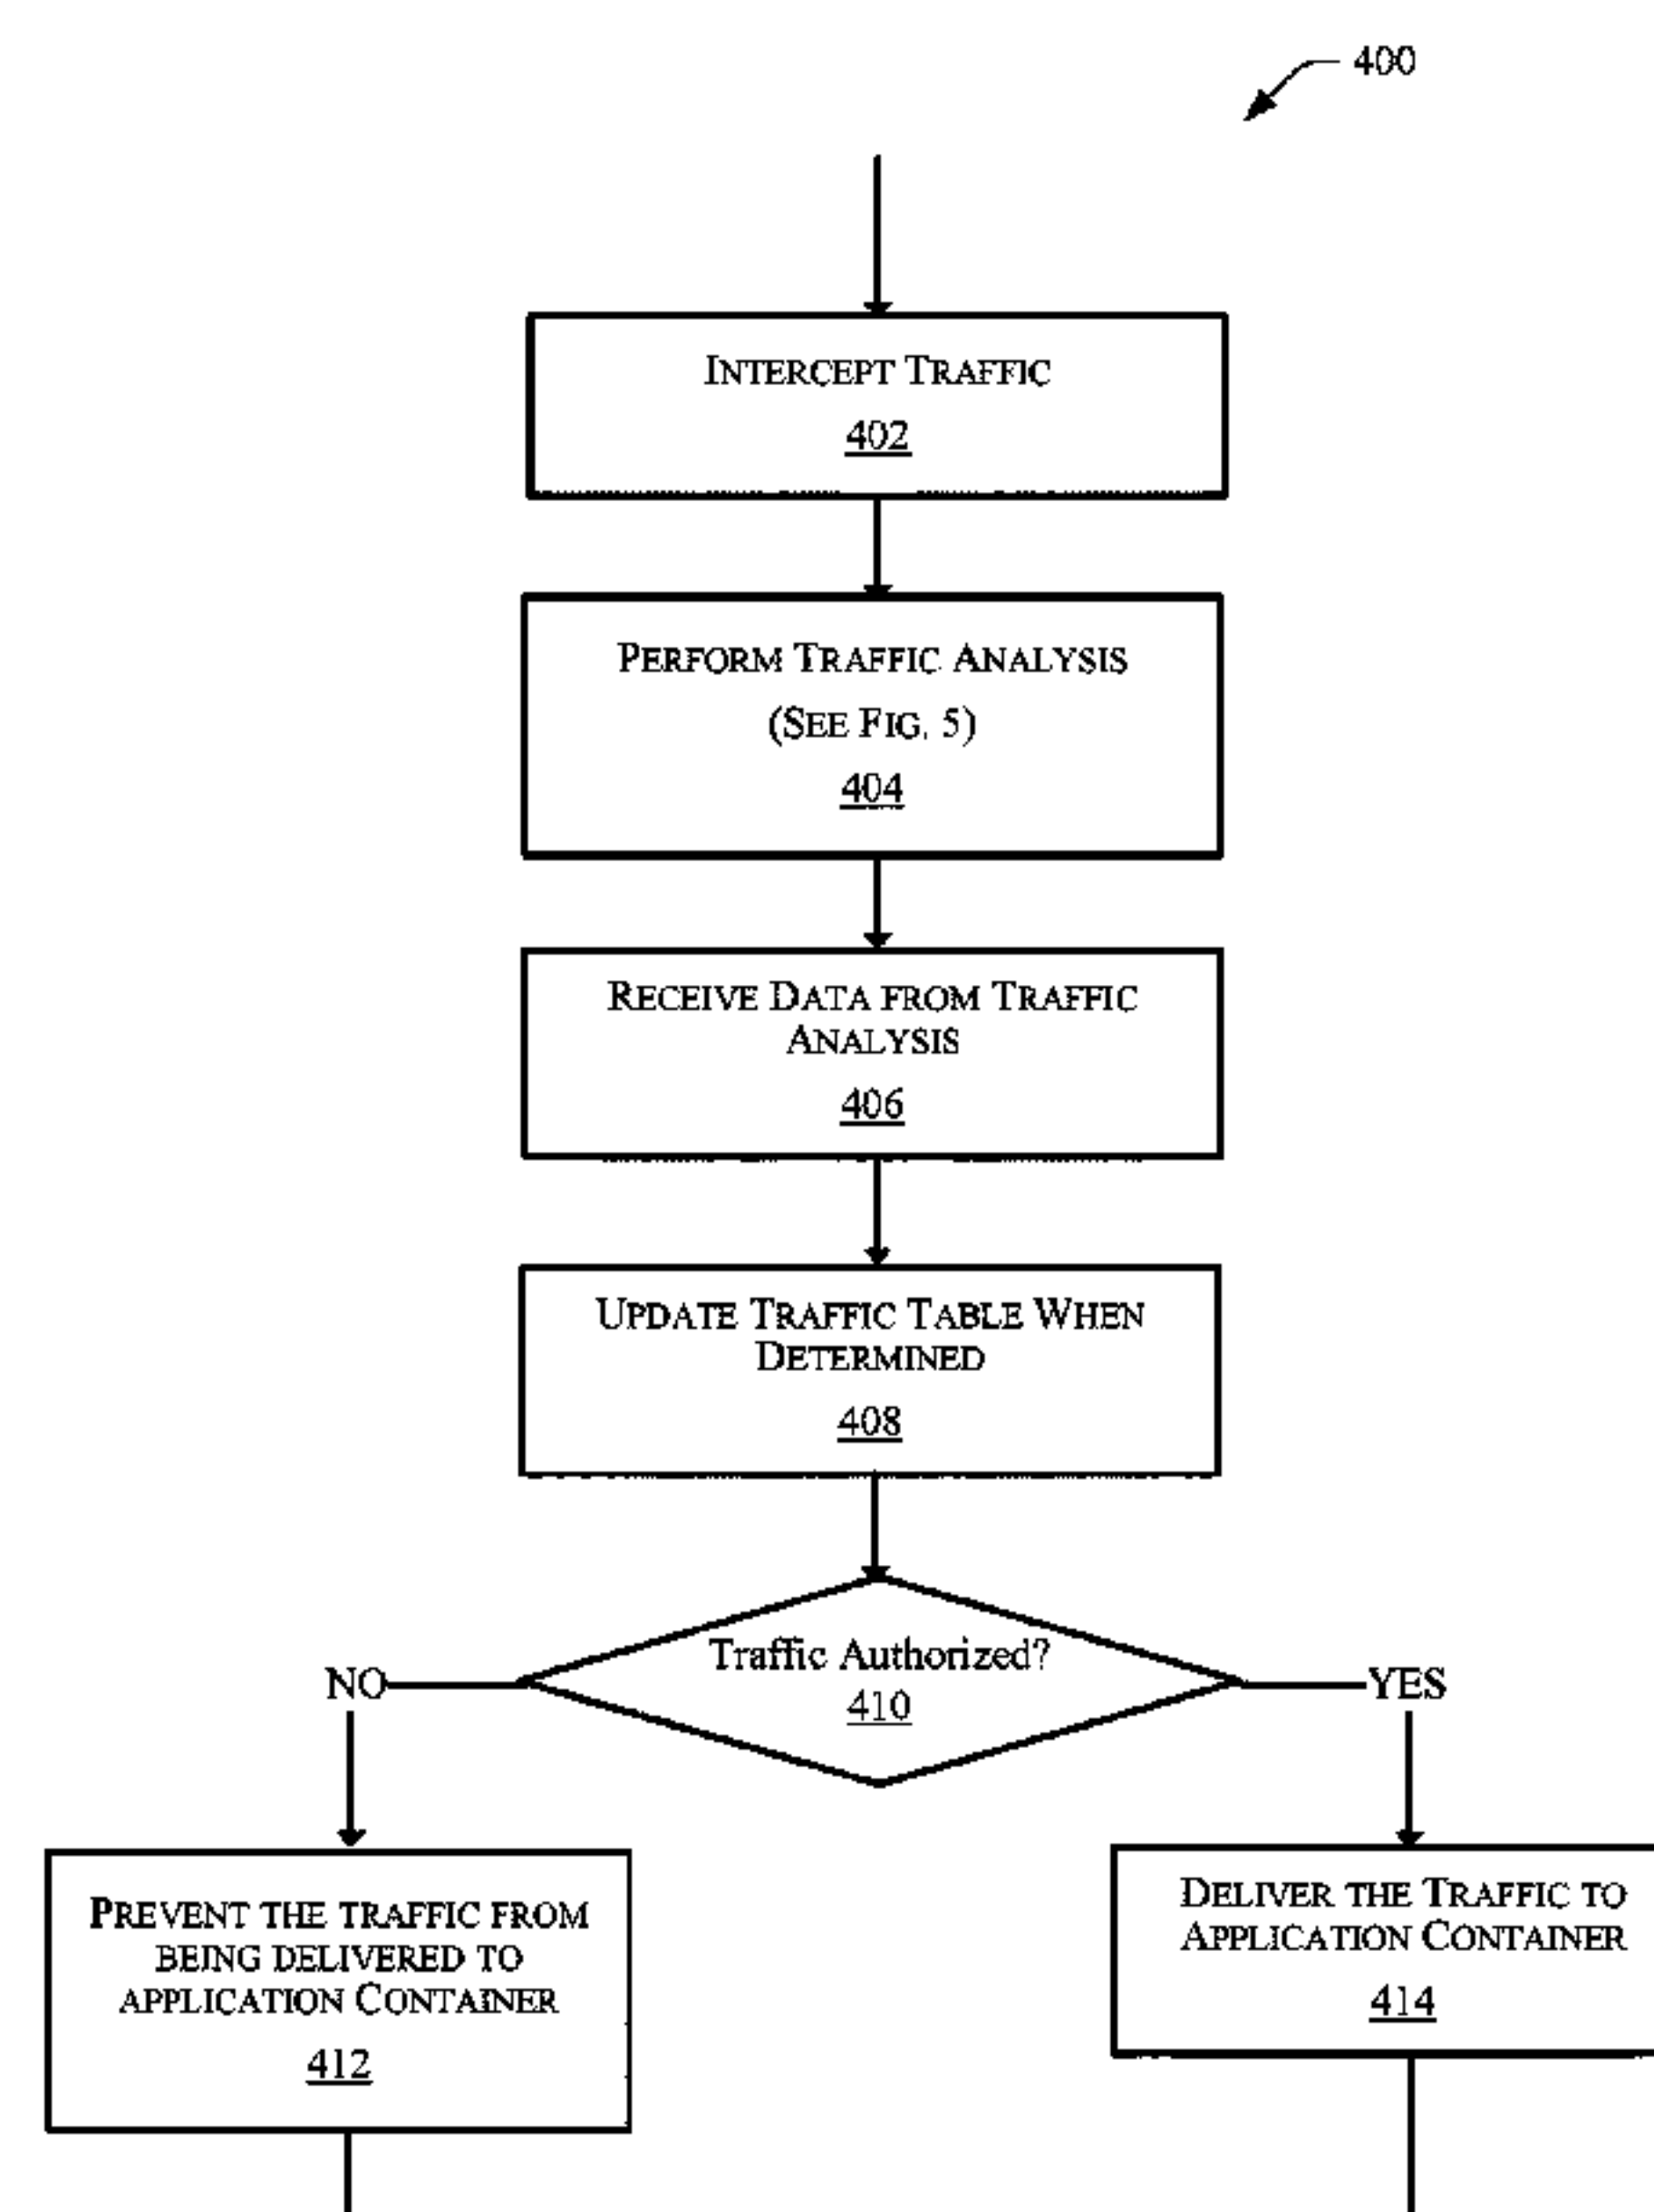 400
INTERCEPT TRAFFIC
402
PERFORM TRAFFIC ANALYSIS
(SEE FIG. 5)
404
RECEIVE DATA FROM TRAFFIC
ANALYSIS
406
UPDATE TRAFFIC TABLE WHEN
DETERMINED
408
Traffic Authorized?
410
NO
YES
PREVENT THE TRAFFIC FROM
BEING DELIVERED TO
APPLICATION CONTAINER
412
DELIVER THE TRAFFIC TO
APPLICATION CONTAINER
414